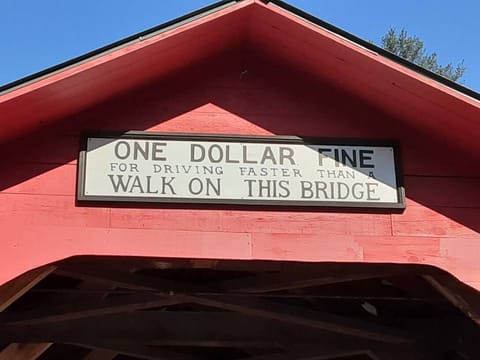 ONE DOLLAR FINE
FOR DRIVING FASTER THAN A
WALK ON THIS BRIDGE